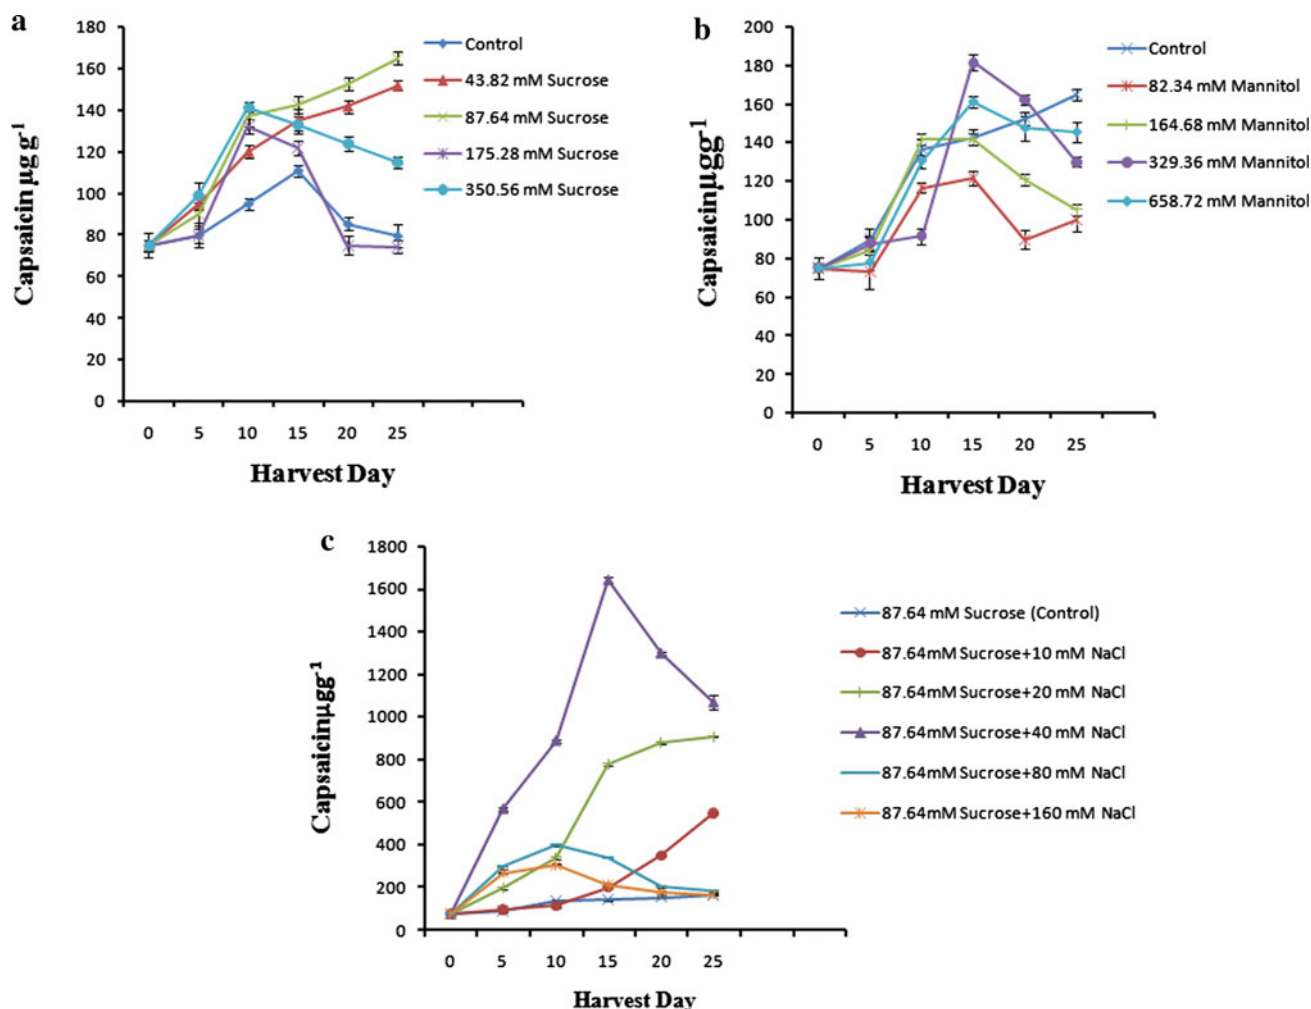 a
180
160
140
120
100
80
60
40
20
0
Capsaicin μg g-1
0 5 10 15 20 25
Harvest Day
Control
43.82 mM Sucrose
87.64 mM Sucrose
175.28 mM Sucrose
350.56 mM Sucrose
b
200
180
160
140
120
100
80
60
40
20
0
Capsaicinμgg-1
0 5 10 15 20 25
Harvest Day
Control
82.34 mM Mannitol
164.68 mM Mannitol
329.36 mM Mannitol
658.72 mM Mannitol
c
1800
1600
1400
1200
1000
800
600
400
200
0
Capsaicinμgg-1
0 5 10 15 20 25
Harvest Day
87.64 mM Sucrose (Control)
87.64mM Sucrose+10 mM NaCl
87.64mM Sucrose+20 mM NaCl
87.64mM Sucrose+40 mM NaCl
87.64mM Sucrose+80 mM NaCl
87.64mM Sucrose+160 mM NaCl